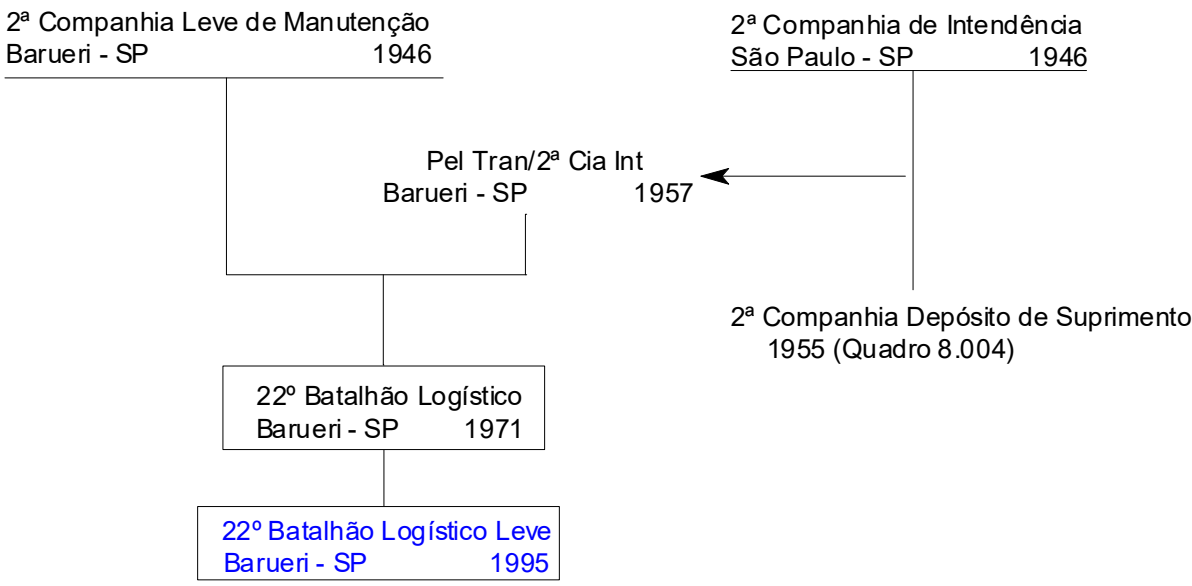 2ª Companhia Leve de Manutenção
Barueri - SP 1946
2ª Companhia de Intendência
São Paulo - SP 1946
Pel Tran/2ª Cia Int
Barueri - SP 1957
2ª Companhia Depósito de Suprimento
1955 (Quadro 8.004)
22º Batalhão Logístico
Barueri - SP 1971
22º Batalhão Logístico Leve
Barueri - SP 1995